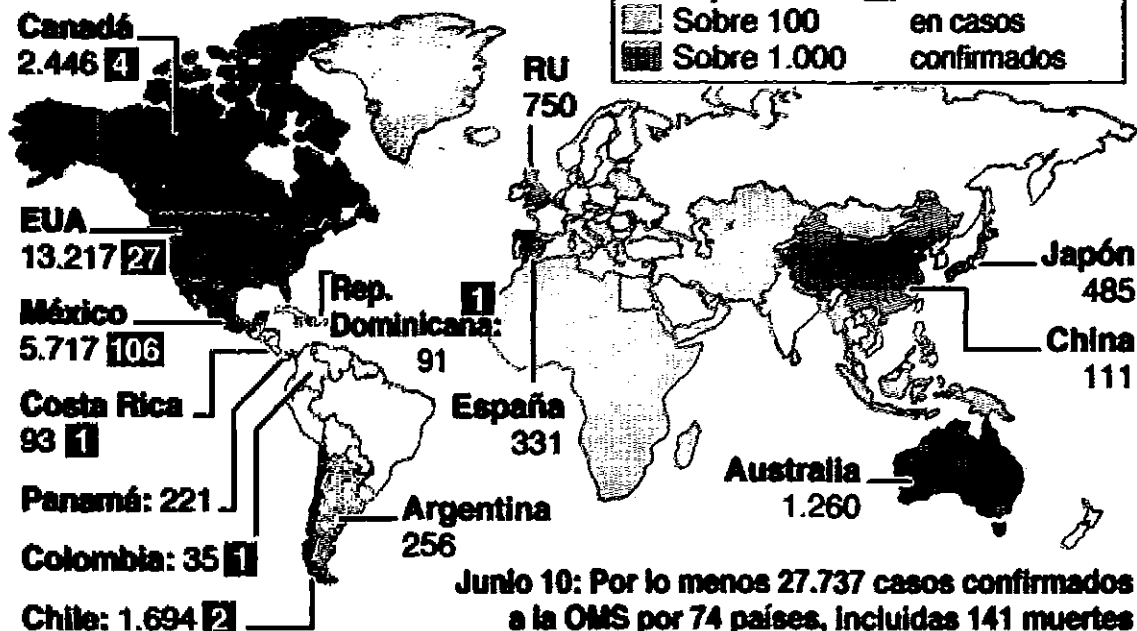 Sobre 100
en casos
Sobre 1.000
confirmados
Canadá
2.446 4
RU
750
EUA
13.217 27
México
5.717 106
Rep.
Dominicana: 1
91
Costa Rica
93 1
Panamá: 221
Colombia: 35 1
Chile: 1.694 2
España
331
Argentina
256
Japón
485
China
111
Australia
1.260
Junio 10: Por lo menos 27.737 casos confirmados
a la OMS por 74 países, incluidas 141 muertes